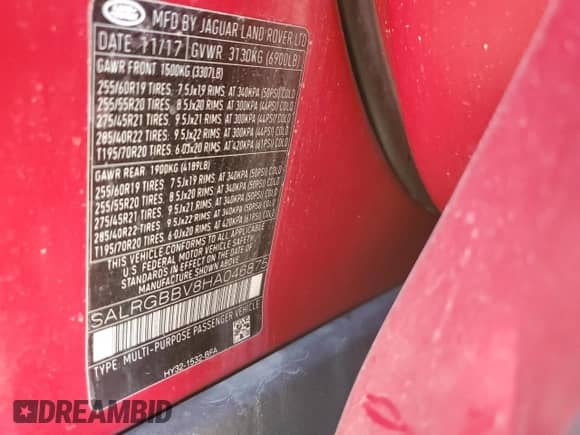 LAND ROVER
MFD BY JAGUAR LAND ROVER LTD
DATE 11/17 GVWR 3130KG (6900LB)
GAWR FRONT 1500KG (3307LB)
255/60R19 TIRES 7.5Jx19 RIMS AT 340KPA (50PSI) COLD
255/55R20 TIRES 8.5Jx20 RIMS AT 300KPA (44PSI) COLD
275/45R21 TIRES 9.5Jx21 RIMS AT 300KPA (44PSI) COLD
285/40R22 TIRES 9.5Jx22 RIMS AT 300KPA (44PSI) COLD
T195/70R20 TIRES 6.0Jx20 RIMS AT 420KPA (61PSI) COLD
GAWR REAR 1900KG (4189LB)
255/60R19 TIRES 7.5Jx19 RIMS AT 340KPA (50PSI) COLD
255/55R20 TIRES 8.5Jx20 RIMS AT 340KPA (50PSI) COLD
275/45R21 TIRES 9.5Jx21 RIMS AT 340KPA (50PSI) COLD
285/40R22 TIRES 9.5Jx22 RIMS AT 340KPA (50PSI) COLD
T195/70R20 TIRES 6.0Jx20 RIMS AT 420KPA (61PSI) COLD
THIS VEHICLE CONFORMS TO ALL APPLICABLE
U.S. FEDERAL MOTOR VEHICLE SAFETY STANDARDS
IN EFFECT ON THE DATE OF MANUFACTURE SHOWN ABOVE
SALRGBBV8HA046875
TYPE MULTI-PURPOSE PASSENGER VEHICLE
HY32-1532-BFA
DREAMBID